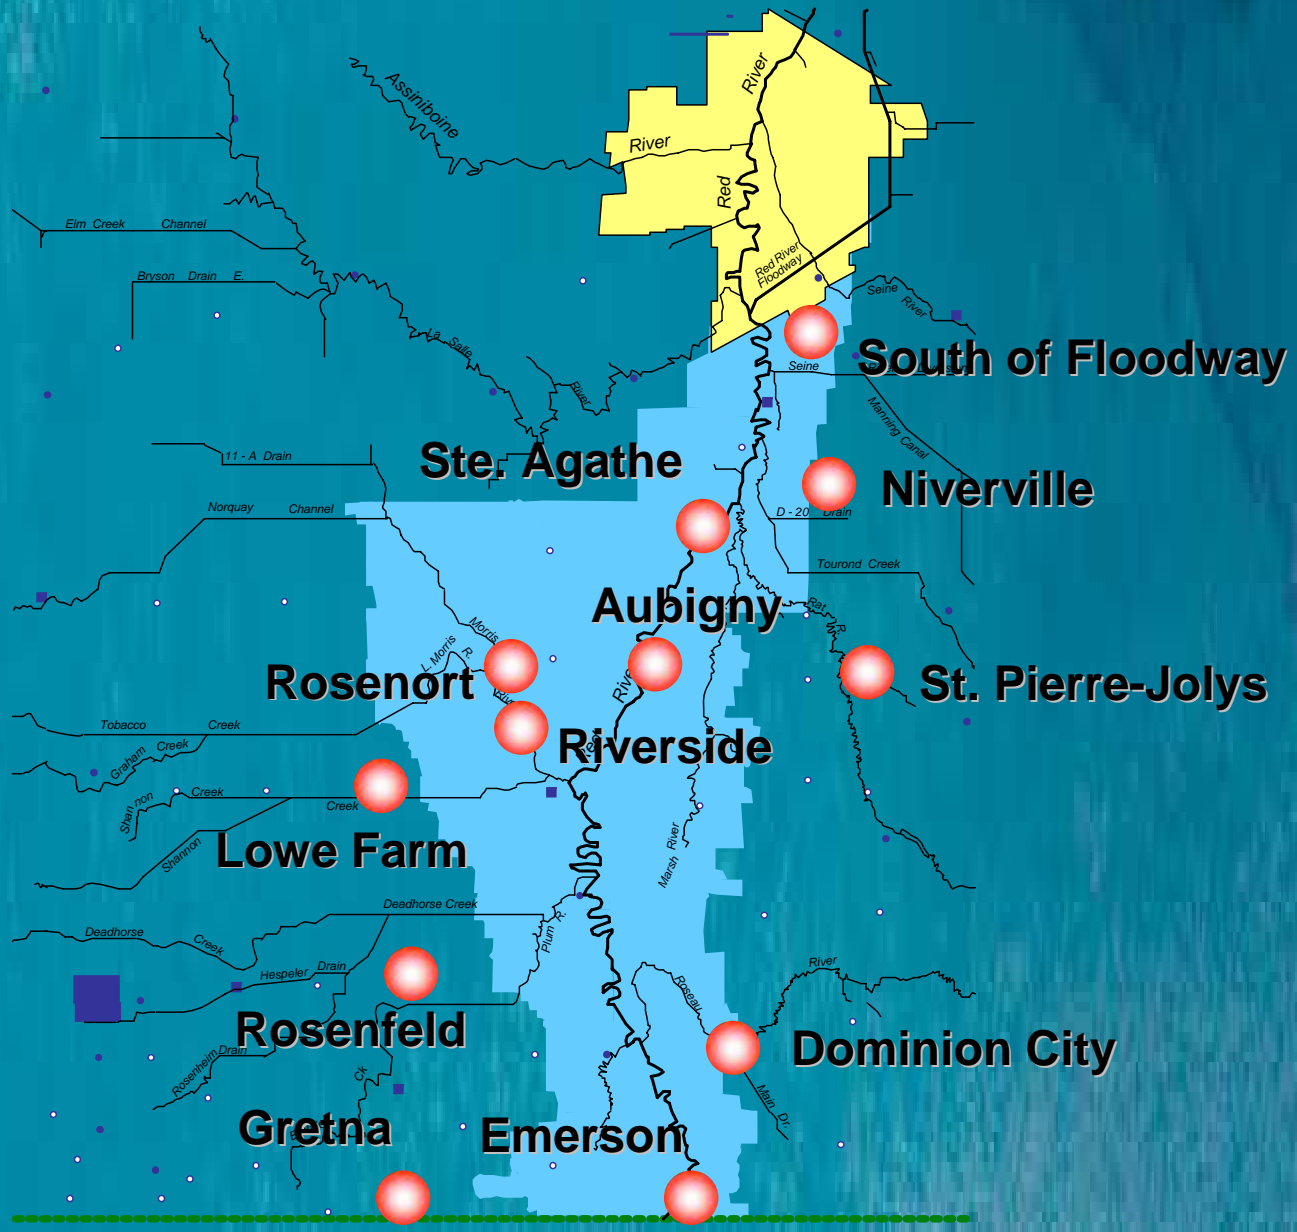 River
Assiniboine
River
Red
Elm Creek Channel
Red River
Floodway
Bryson Drain E.
Seine
River
La Salle
South of Floodway
Seine
River
Manning Canal
11 - A Drain
Ste. Agathe
Niverville
Norquay Channel
D - 20 Drain
Tourond Creek
Aubigny
Rat R.
Morris
L. Morris R.
Rosenort
St. Pierre-Jolys
Tobacco Creek
Riverside
Graham Creek
Shannon Creek
Creek
Lowe Farm
Shannon
Marsh River
Deadhorse Creek
Plum R.
Deadhorse Creek
Hespeler Drain
River
Roseau
Rosenfeld
Dominion City
Rosenheim Drain
Ck
Main Dr.
Gretna
Emerson